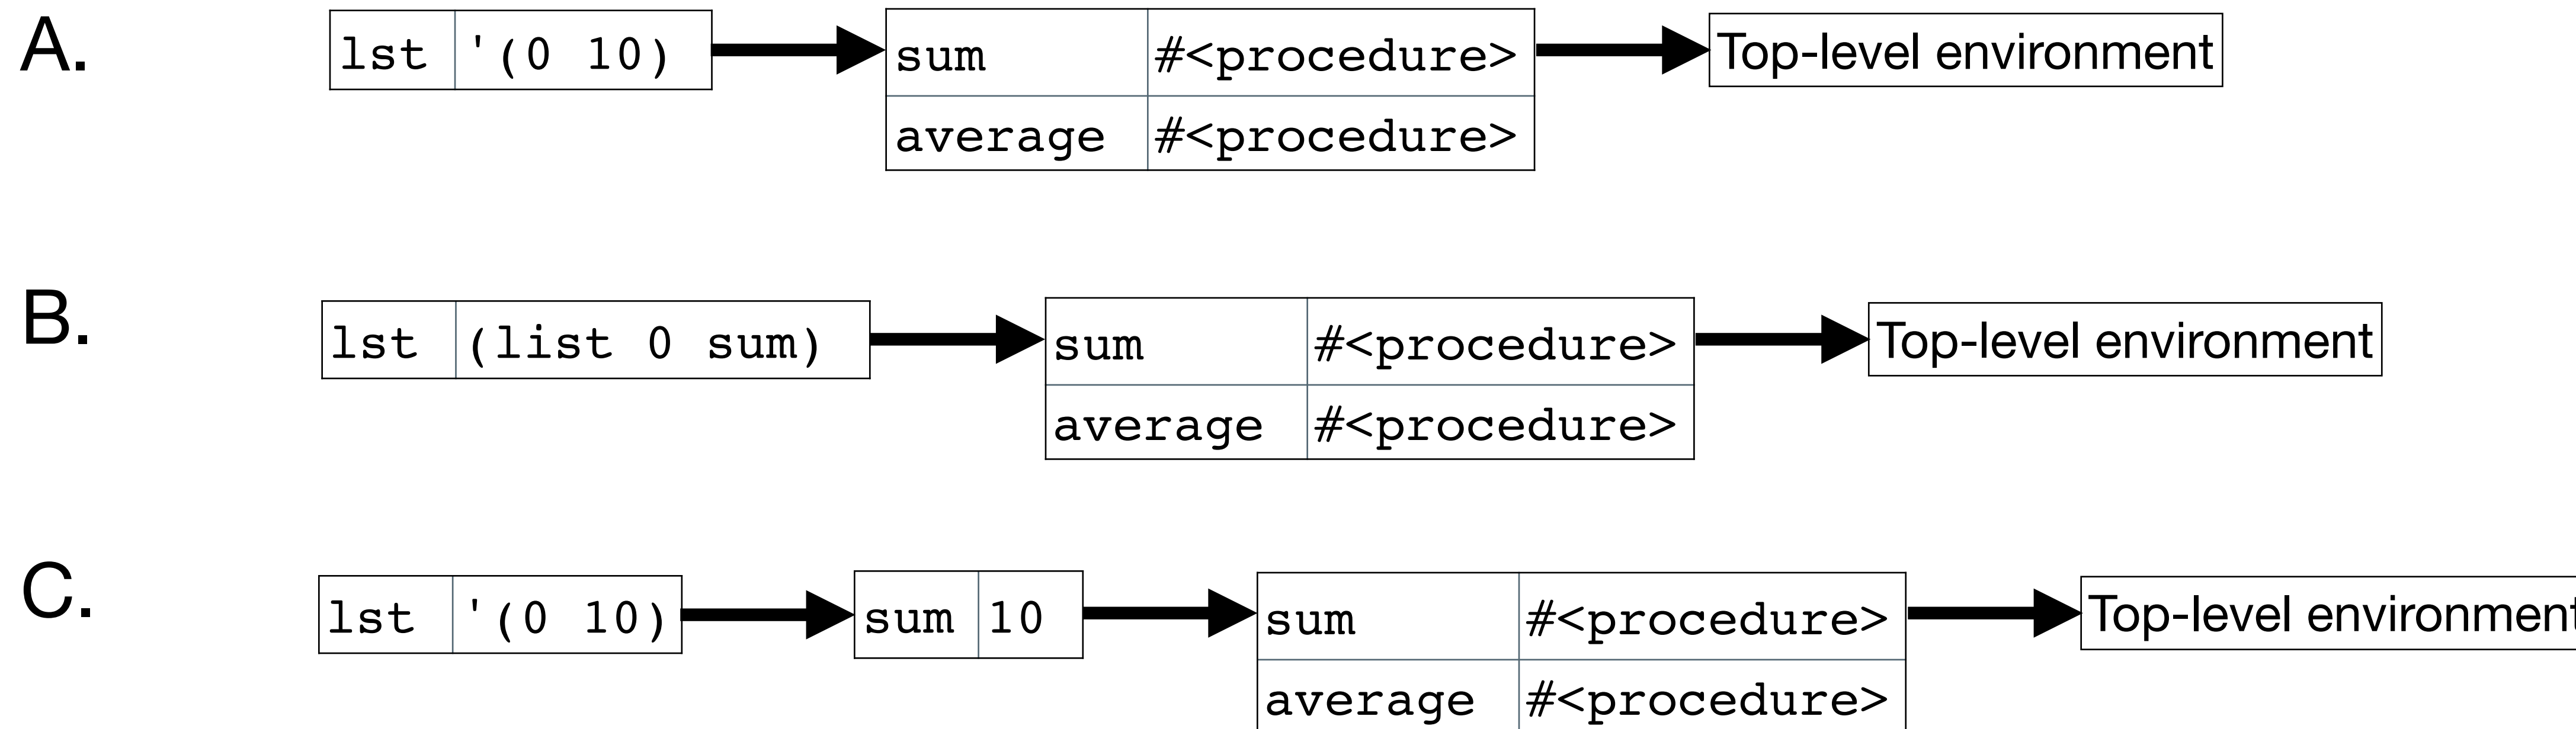 A.
lst '(0 10)
sum #<procedure>
average #<procedure>
Top-level environment
B.
lst (list 0 sum)
sum #<procedure>
average #<procedure>
Top-level environment
C.
lst '(0 10)
sum 10
sum #<procedure>
average #<procedure>
Top-level environment